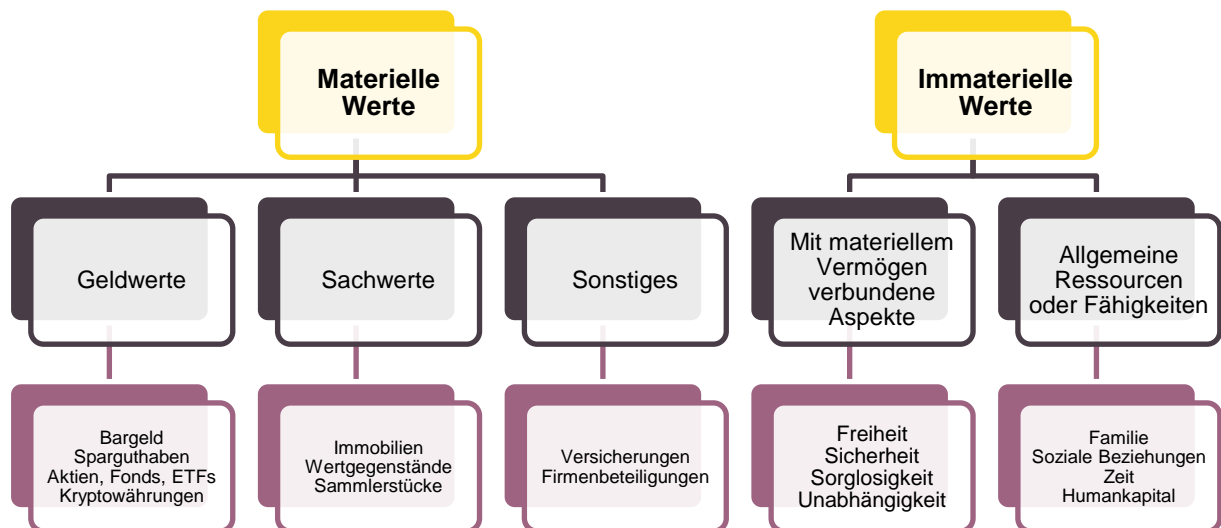 Materielle
Werte
Immaterielle
Werte
Geldwerte
Sachwerte
Sonstiges
Mit materiellem
Vermögen
verbundene
Aspekte
Allgemeine
Ressourcen
oder Fähigkeiten
Bargeld
Sparguthaben
Aktien, Fonds, ETFs
Kryptowährungen
Immobilien
Wertgegenstände
Sammlerstücke
Versicherungen
Firmenbeteiligungen
Freiheit
Sicherheit
Sorglosigkeit
Unabhängigkeit
Familie
Soziale Beziehungen
Zeit
Humankapital